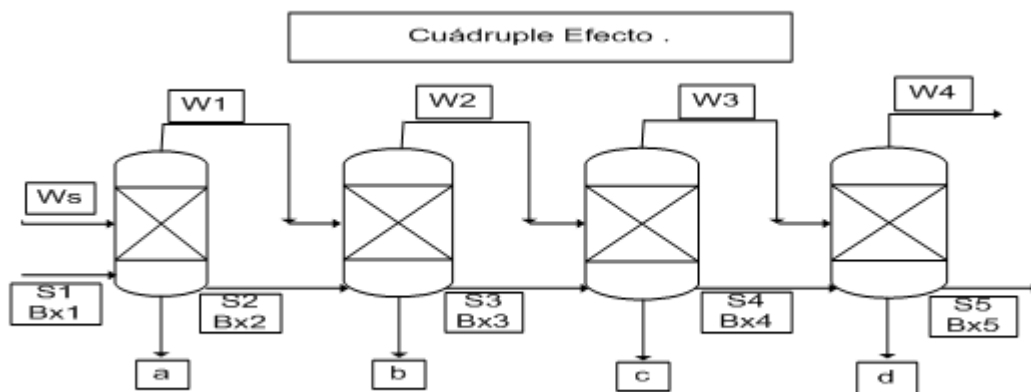 Cuádruple Efecto .
W1
W2
W3
W4
Ws
S1
Bx1
S2
Bx2
S3
Bx3
S4
Bx4
S5
Bx5
a
b
c
d